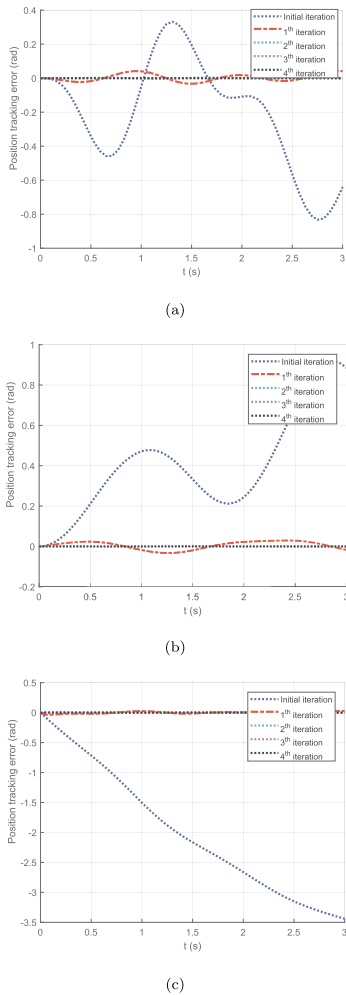 0.4
0.2
0
-0.2
-0.4
-0.6
-0.8
-1
Position tracking error (rad)
Initial iteration
1th iteration
2th iteration
3th iteration
4th iteration
0 0.5 1 1.5 2 2.5 3
t (s)
(a)
1
0.8
0.6
0.4
0.2
0
-0.2
Position tracking error (rad)
Initial iteration
1th iteration
2th iteration
3th iteration
4th iteration
0 0.5 1 1.5 2 2.5 3
t (s)
(b)
0.5
0
-0.5
-1
-1.5
-2
-2.5
-3
-3.5
Position tracking error (rad)
Initial iteration
1th iteration
2th iteration
3th iteration
4th iteration
0 0.5 1 1.5 2 2.5 3
t (s)
(c)